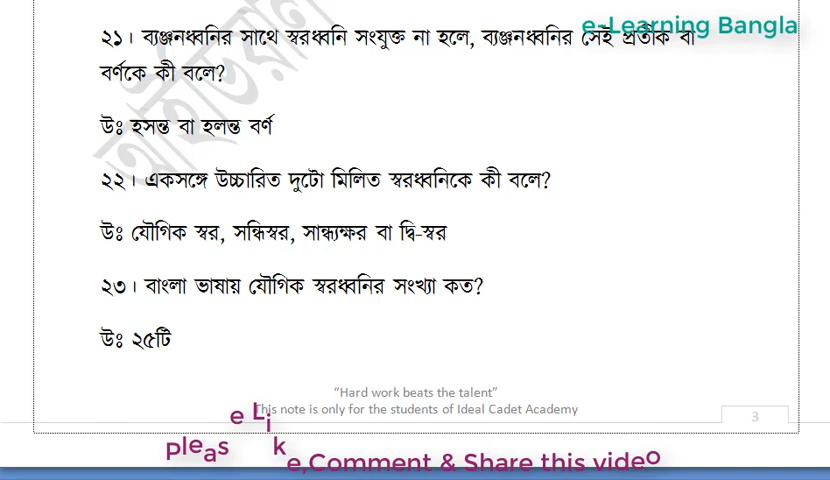 e-Learning Bangla
২১। ব্যঞ্জনধ্বনির সাথে স্বরধ্বনি সংযুক্ত না হলে, ব্যঞ্জনধ্বনির সেই প্রতীক বা
বর্ণকে কী বলে?
উঃ হসন্ত বা হলন্ত বর্ণ
২২। একসঙ্গে উচ্চারিত দুটো মিলিত স্বরধ্বনিকে কী বলে?
উঃ যৌগিক স্বর, সন্ধিস্বর, সান্ধ্যক্ষর বা দ্বি-স্বর
২৩। বাংলা ভাষায় যৌগিক স্বরধ্বনির সংখ্যা কত?
উঃ ২৫টি
“Hard work beats the talent”
This note is only for the students of Ideal Cadet Academy
3
please Like,Comment & Share this video